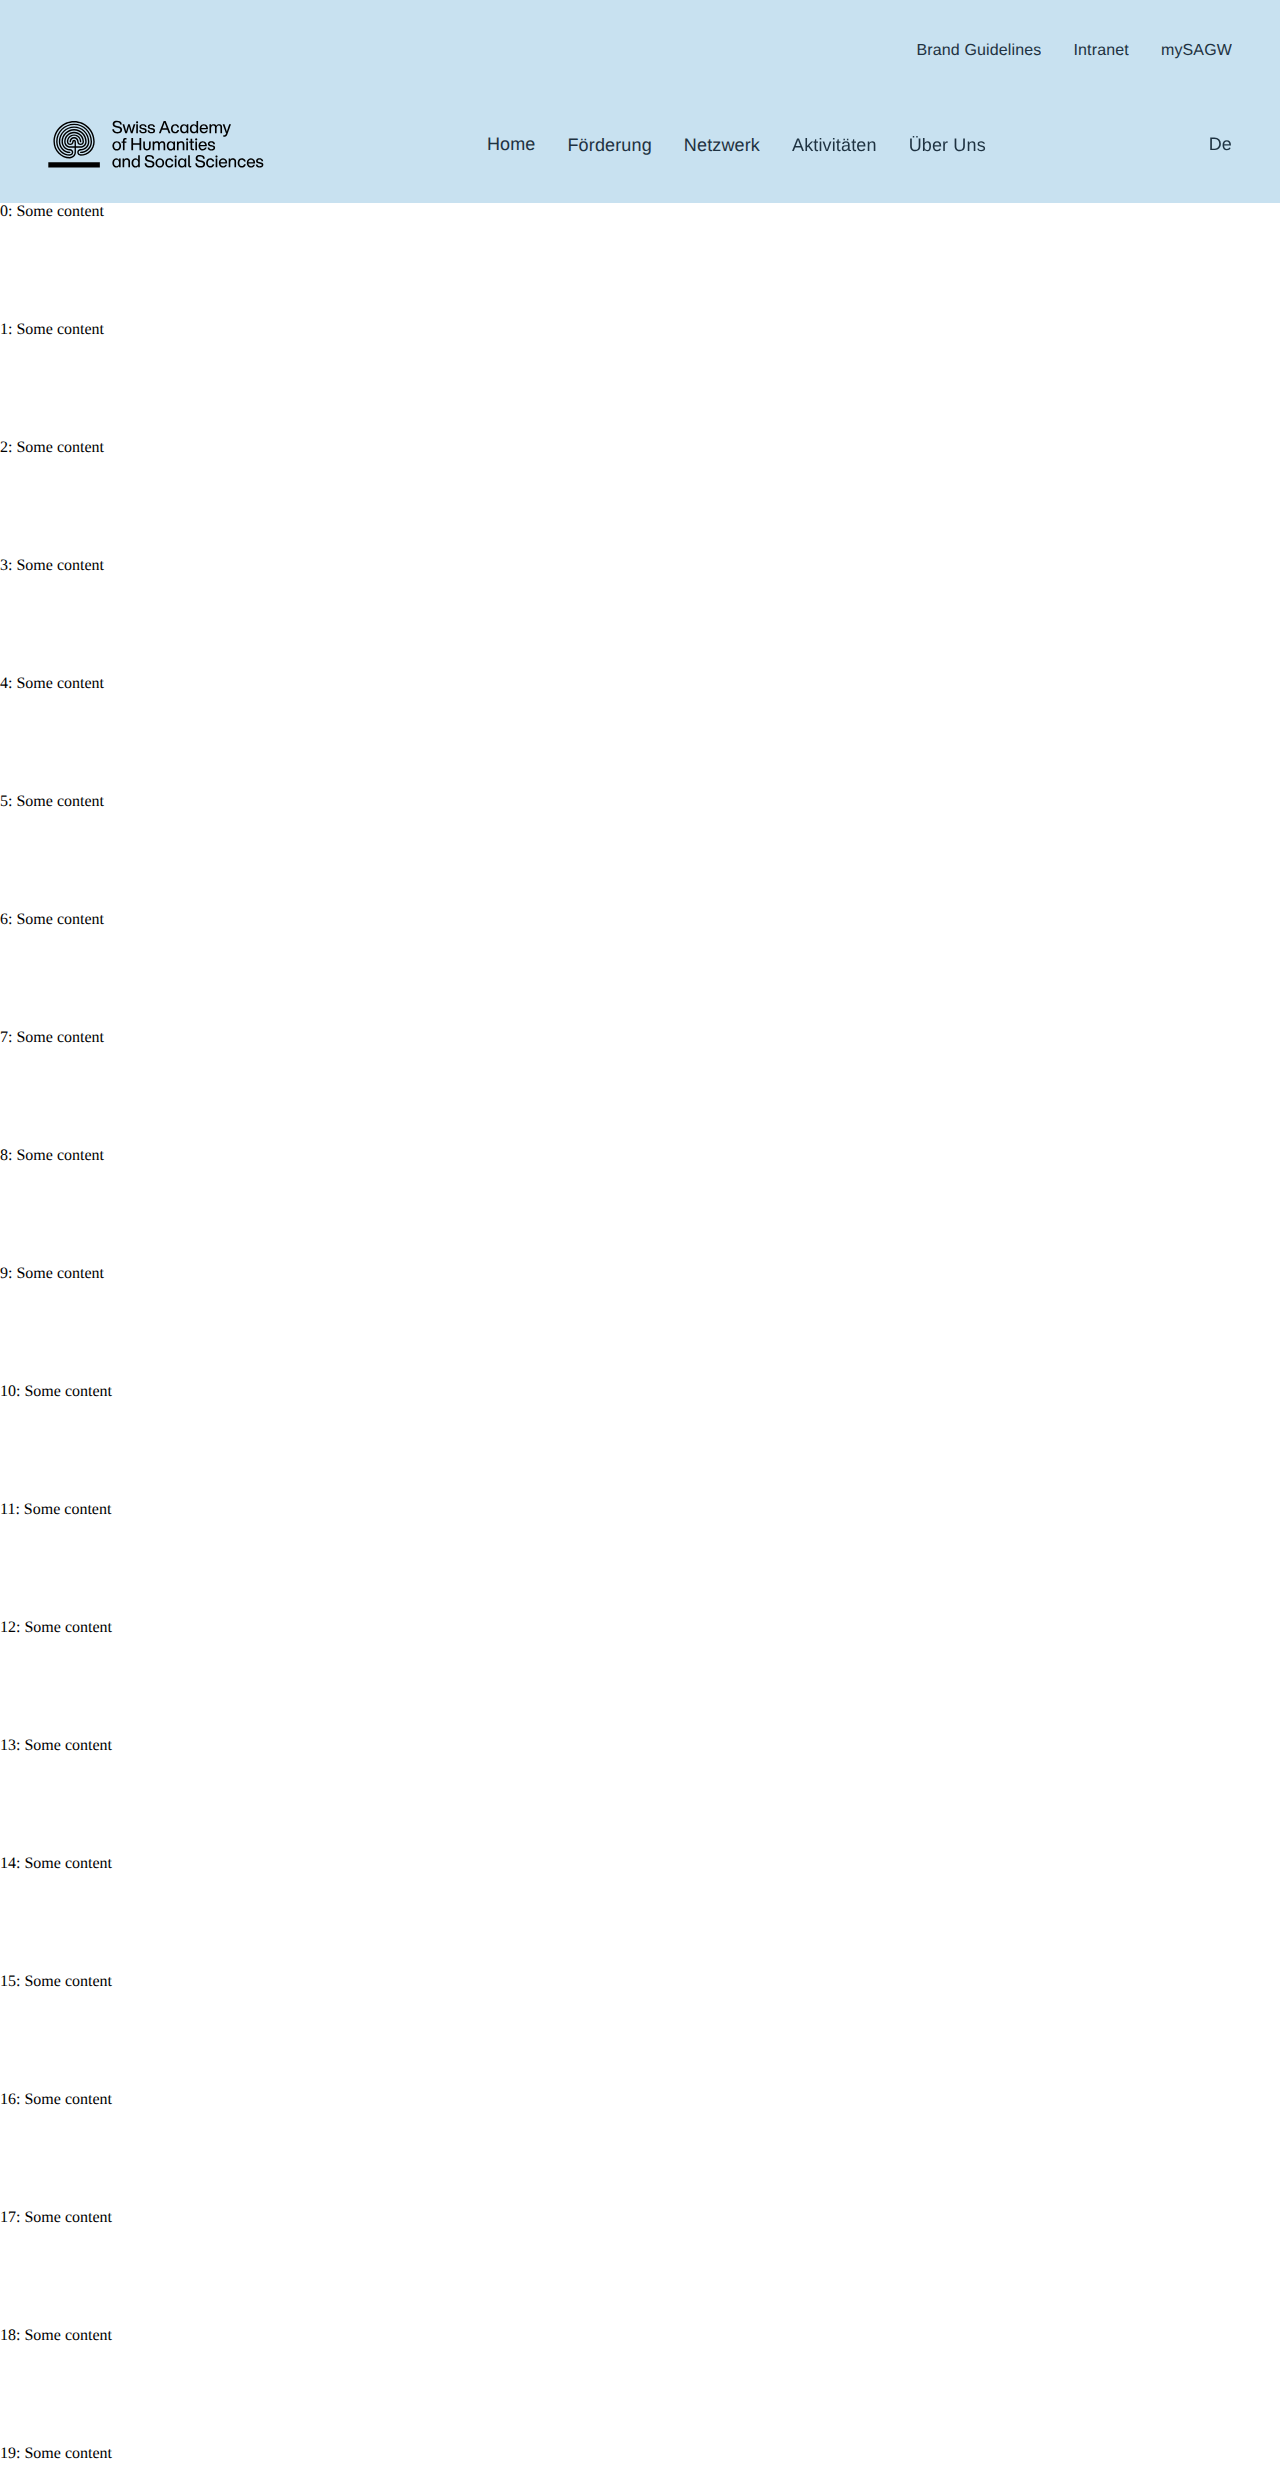 Brand Guidelines Intranet mySAGW
Swiss Academy
of Humanities
and Social Sciences
Home Förderung Netzwerk Aktivitäten Über Uns De
0: Some content
1: Some content
2: Some content
3: Some content
4: Some content
5: Some content
6: Some content
7: Some content
8: Some content
9: Some content
10: Some content
11: Some content
12: Some content
13: Some content
14: Some content
15: Some content
16: Some content
17: Some content
18: Some content
19: Some content